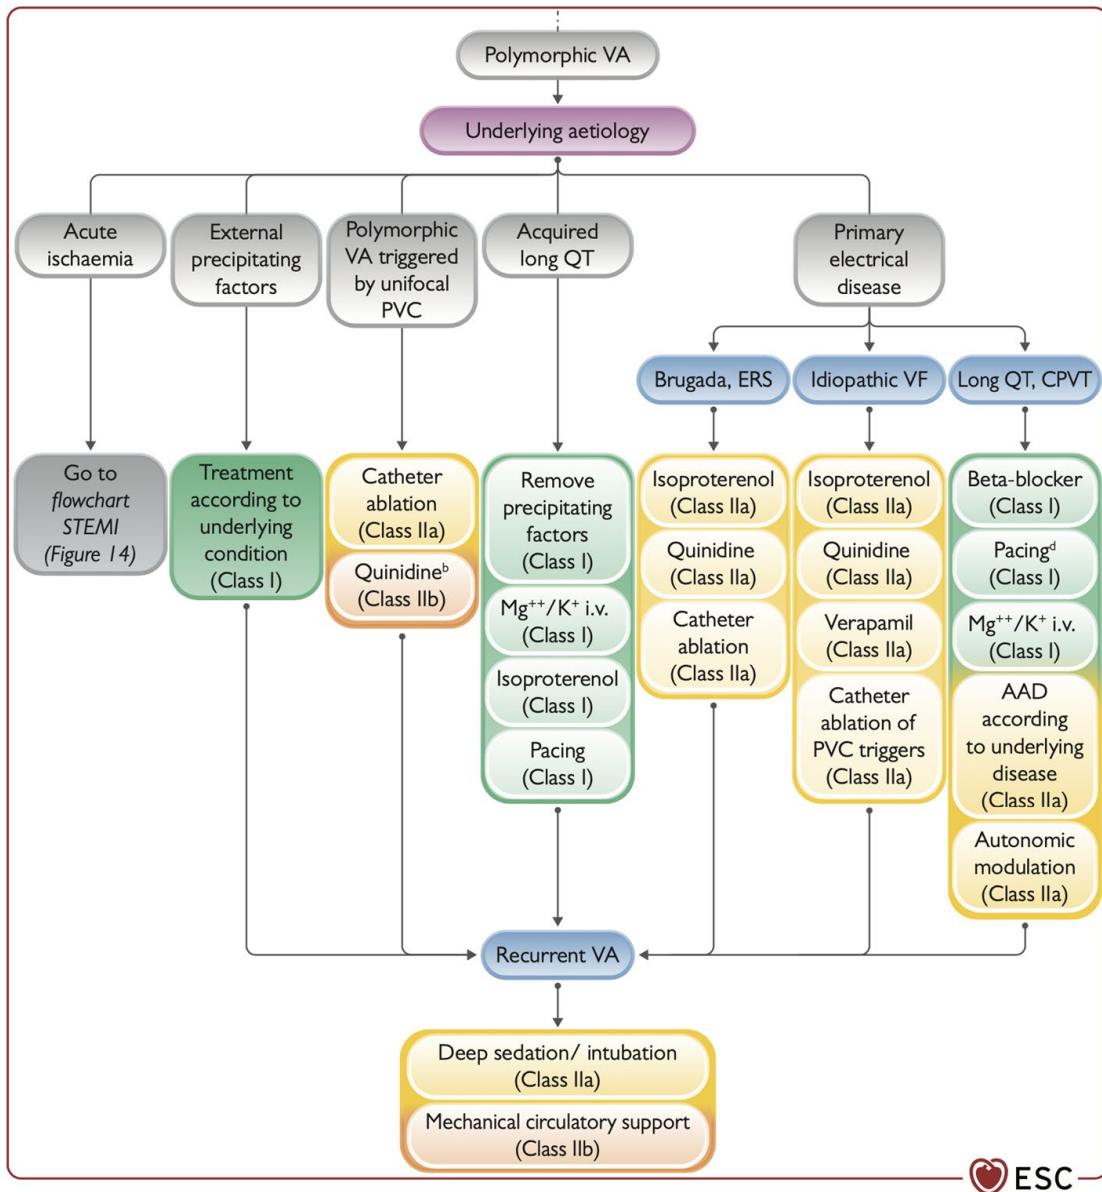 Polymorphic VA
Underlying aetiology
Acute
ischaemia
External
precipitating
factors
Polymorphic
VA triggered
by unifocal
PVC
Acquired
long QT
Primary
electrical
disease
Brugada, ERS
Idiopathic VF
Long QT, CPVT
Go to
flowchart
STEMI
(Figure 14)
Treatment
according to
underlying
condition
(Class I)
Catheter
ablation
(Class IIa)
Quinidineᵇ
(Class IIb)
Remove
precipitating
factors
(Class I)
Mg⁺⁺/K⁺ i.v.
(Class I)
Isoproterenol
(Class I)
Pacing
(Class I)
Isoproterenol
(Class IIa)
Quinidine
(Class IIa)
Catheter
ablation
(Class IIa)
Isoproterenol
(Class IIa)
Quinidine
(Class IIa)
Verapamil
(Class IIa)
Catheter
ablation of
PVC triggers
(Class IIa)
Beta-blocker
(Class I)
Pacingᵈ
(Class I)
Mg⁺⁺/K⁺ i.v.
(Class I)
AAD
according
to underlying
disease
(Class IIa)
Autonomic
modulation
(Class IIa)
Recurrent VA
Deep sedation/ intubation
(Class IIa)
Mechanical circulatory support
(Class IIb)
ESC